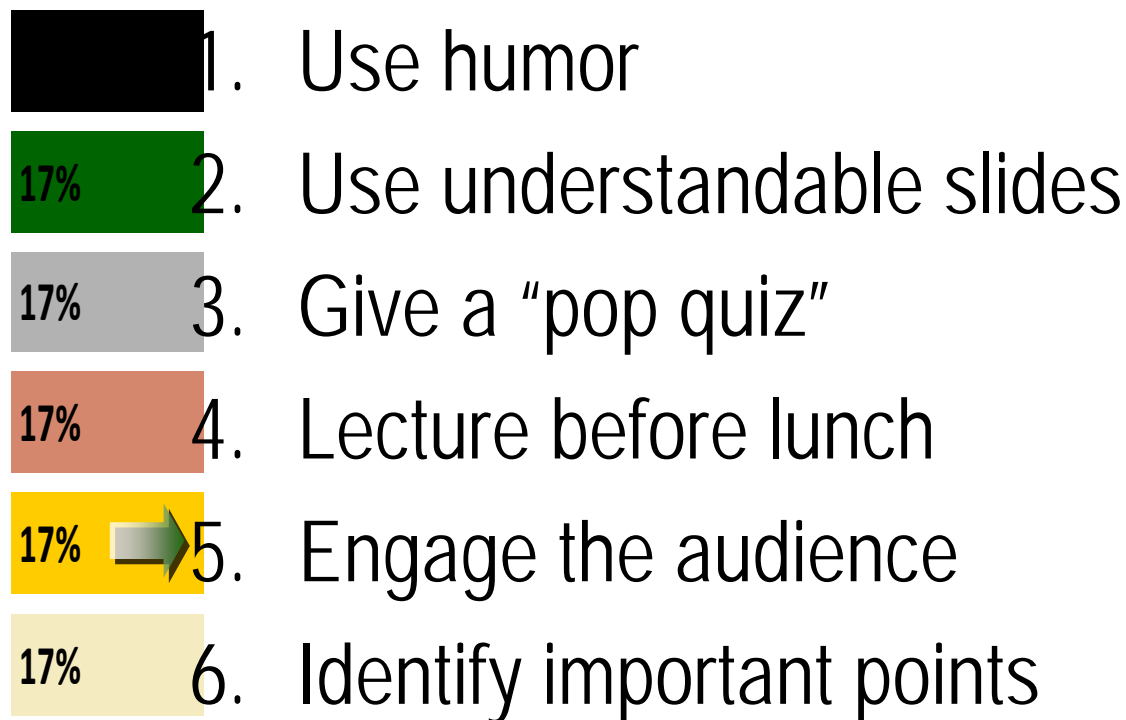 1. Use humor
17% 2. Use understandable slides
17% 3. Give a “pop quiz”
17% 4. Lecture before lunch
17% 5. Engage the audience
17% 6. Identify important points